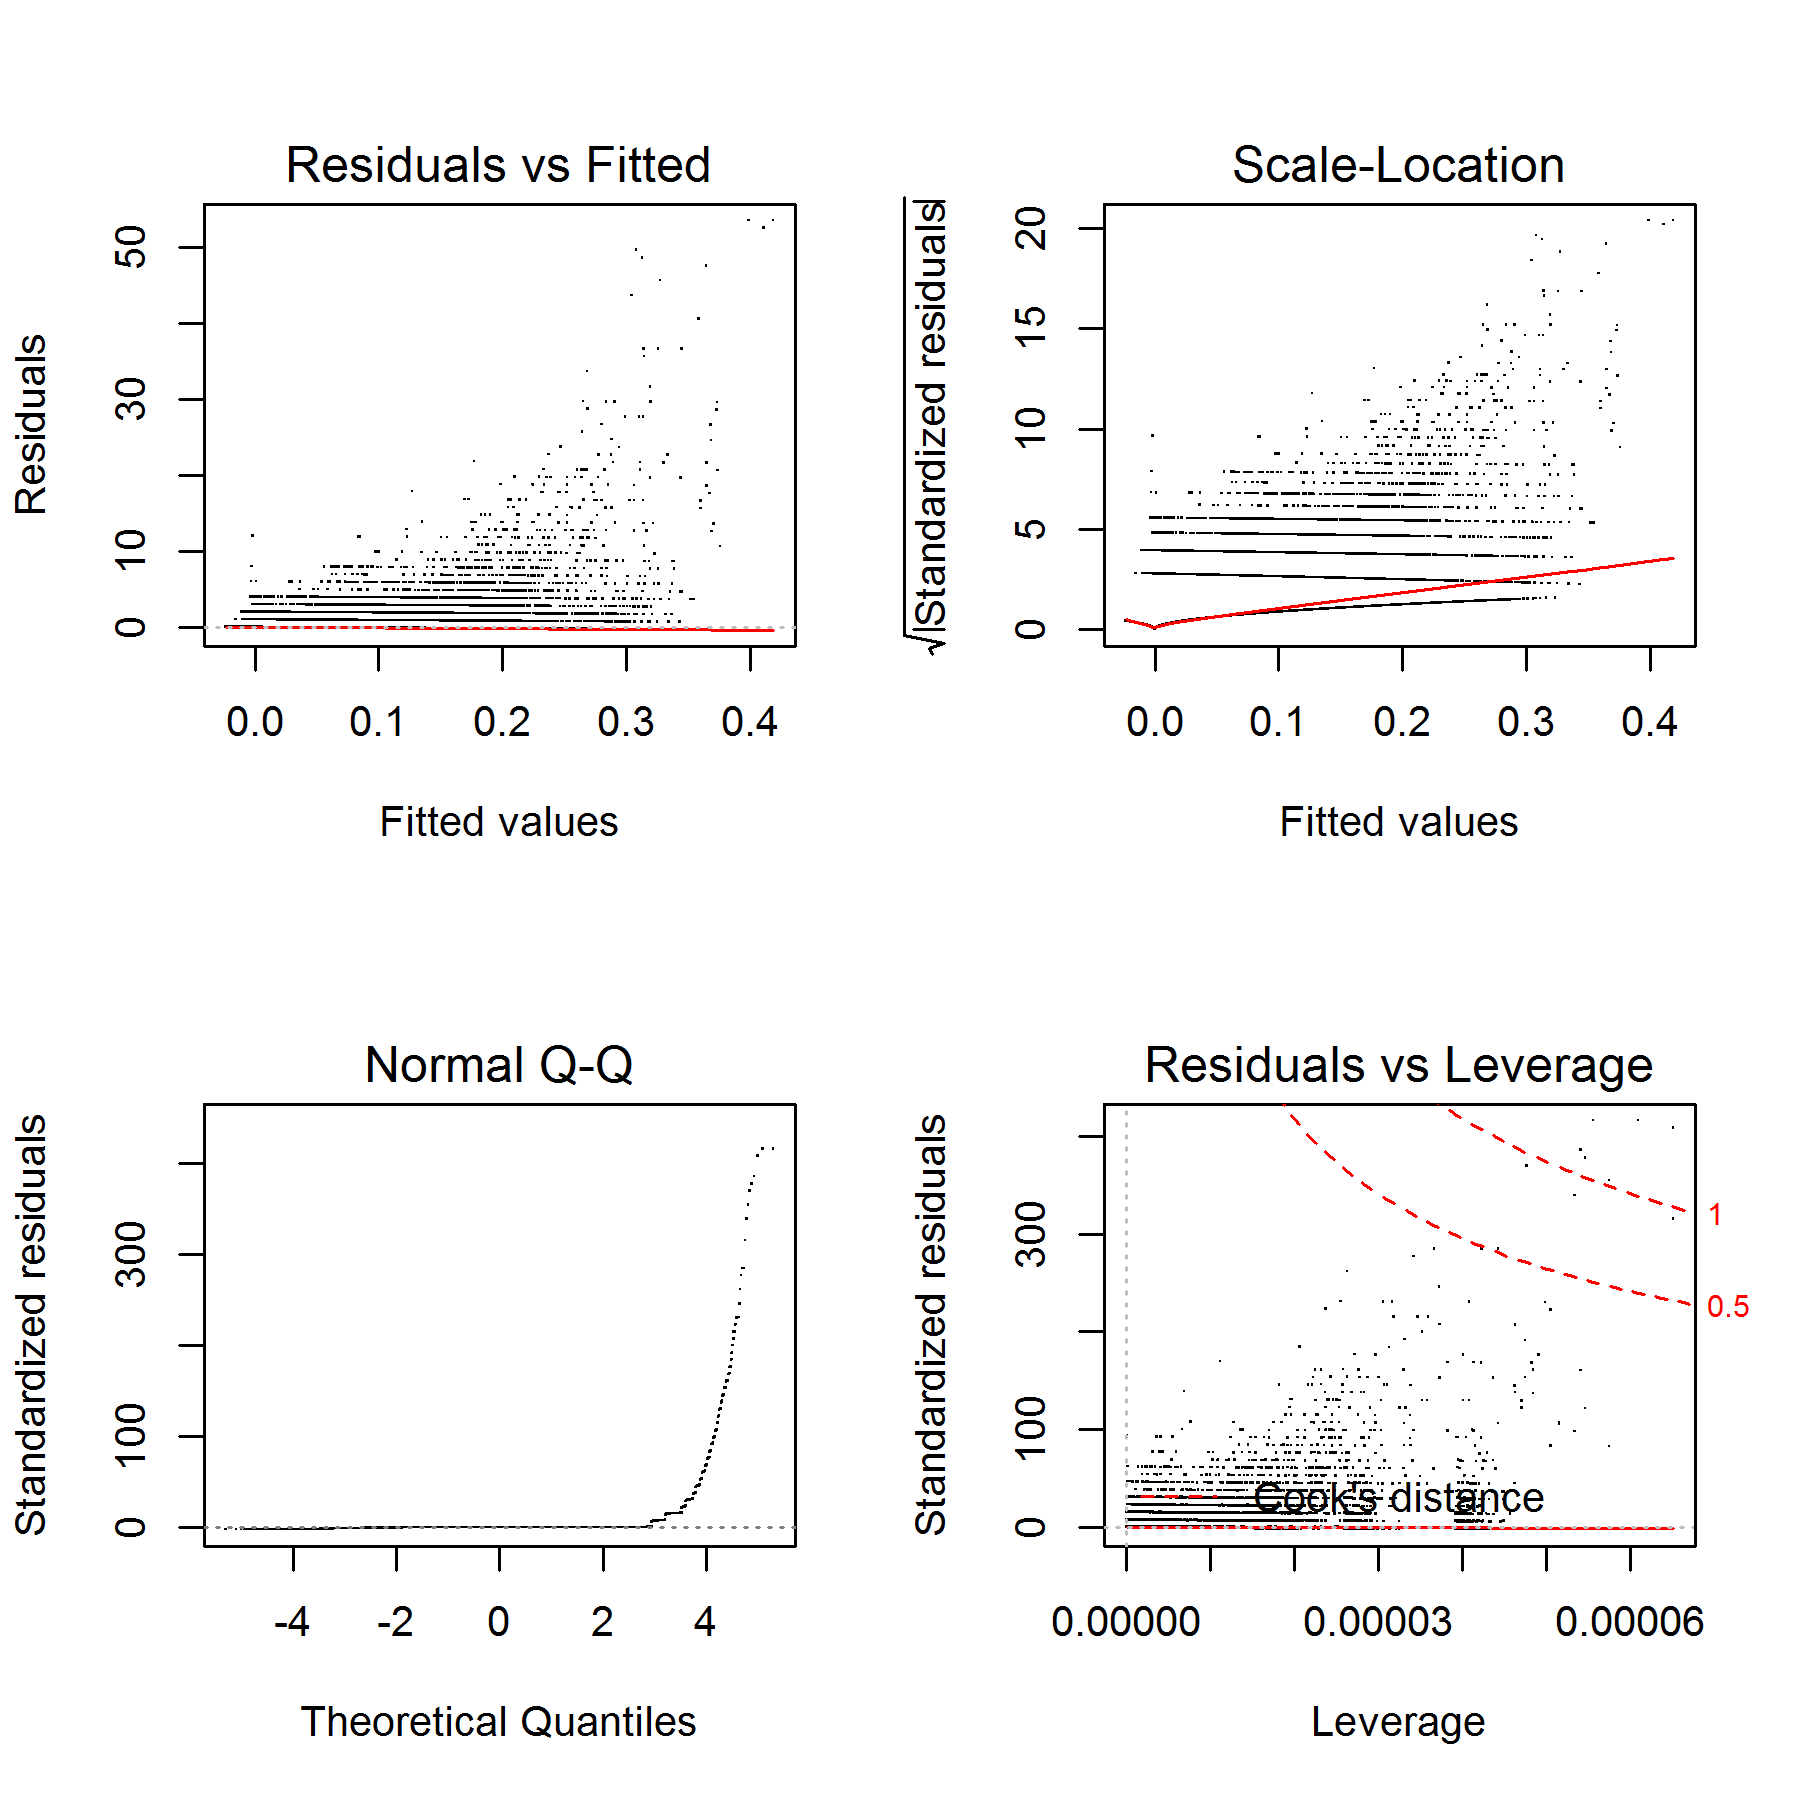 Residuals vs Fitted
Residuals
50
30
10
0
0.0 0.1 0.2 0.3 0.4
Fitted values
Scale-Location
√|Standardized residuals|
20
15
10
5
0
0.0 0.1 0.2 0.3 0.4
Fitted values
Normal Q-Q
Standardized residuals
300
100
0
-4 -2 0 2 4
Theoretical Quantiles
Residuals vs Leverage
Standardized residuals
300
100
0
1
0.5
Cook's distance
0.00000 0.00003 0.00006
Leverage